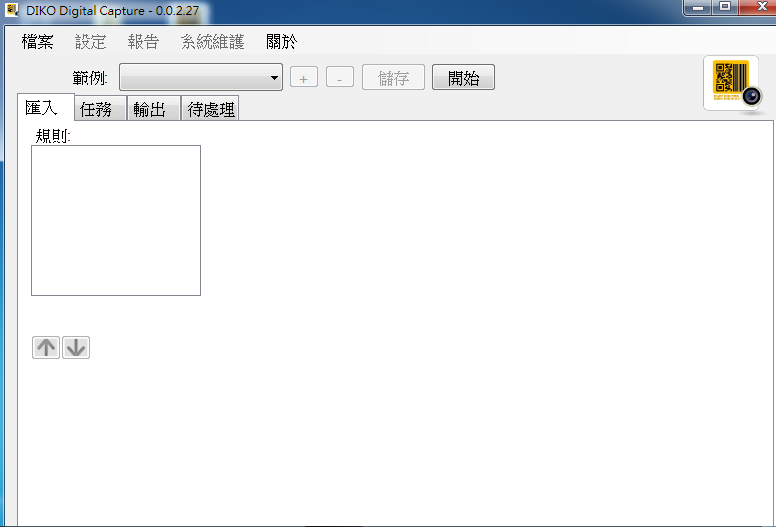 DIKO Digital Capture - 0.0.2.27
檔案 設定 報告 系統維護 關於
範例: + - 儲存 開始
匯入 任務 輸出 待處理
規則: